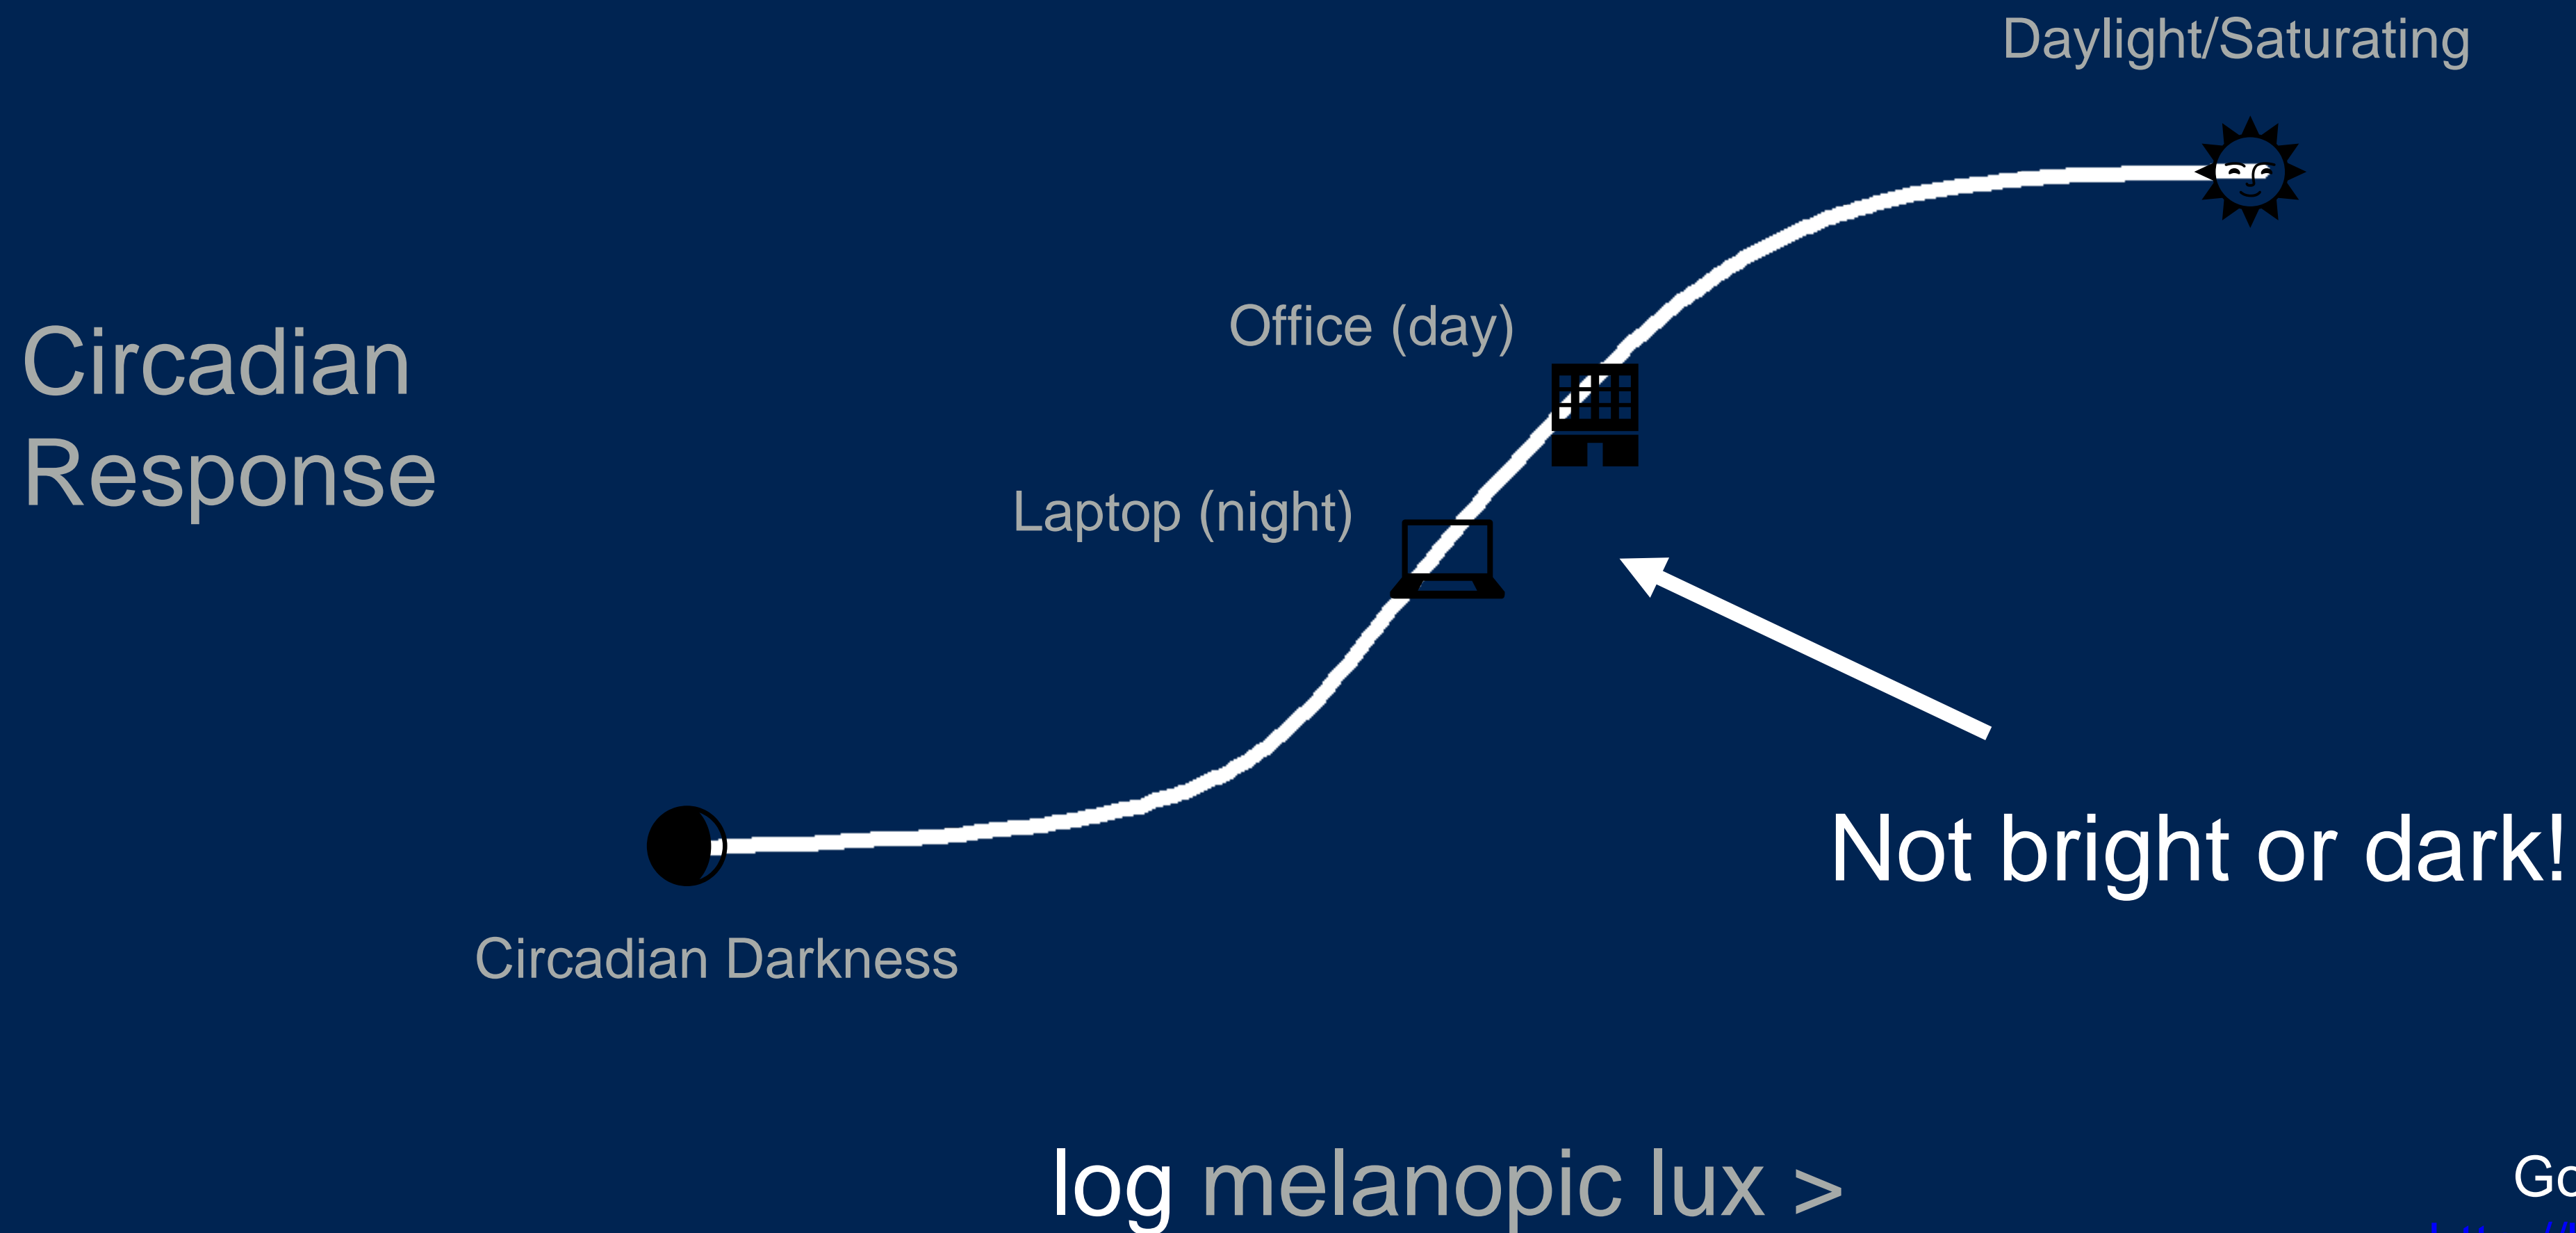 Daylight/Saturating
Office (day)
Circadian
Response
Laptop (night)
Not bright or dark!
Circadian Darkness
log melanopic lux >